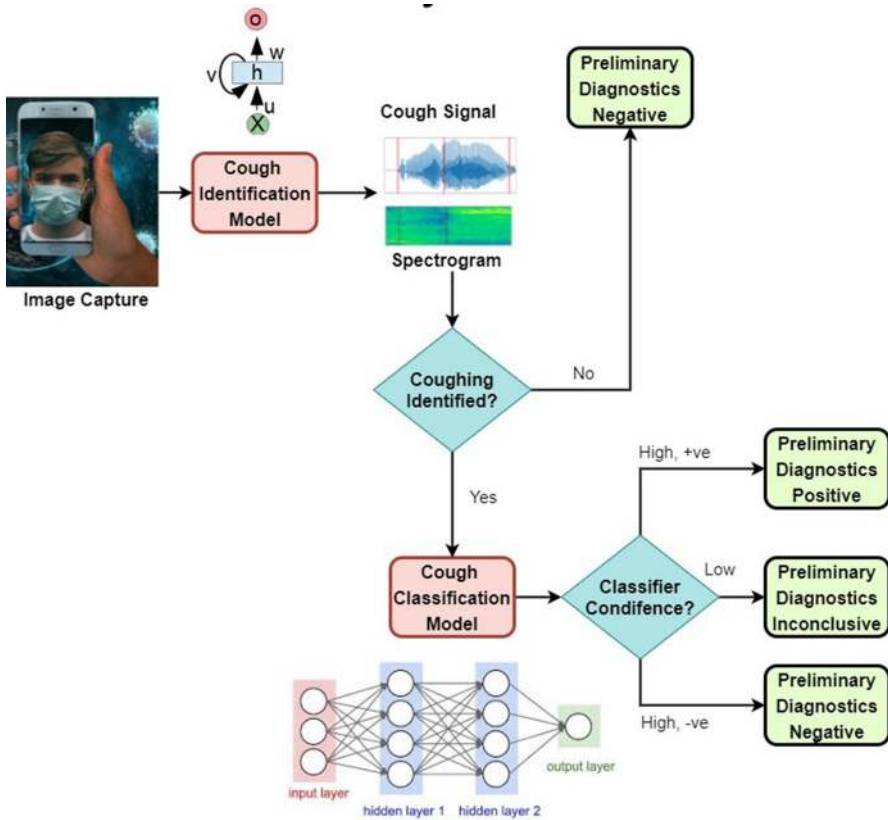 o
w
v
h
u
X
Image Capture
Cough
Identification
Model
Cough Signal
Spectrogram
Preliminary
Diagnostics
Negative
Coughing
Identified?
No
Yes
Cough
Classification
Model
Classifier
Condifence?
High, +ve
Preliminary
Diagnostics
Positive
Low
Preliminary
Diagnostics
Inconclusive
High, -ve
Preliminary
Diagnostics
Negative
input layer
hidden layer 1
hidden layer 2
output layer